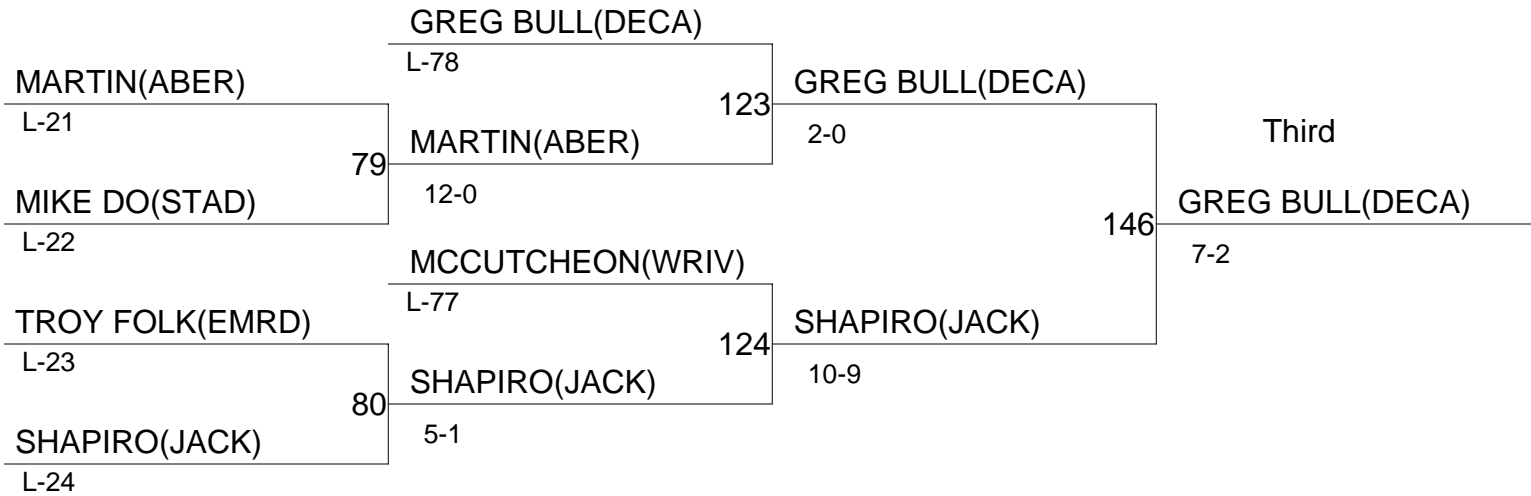 GREG BULL(DECA)
L-78
MARTIN(ABER)
GREG BULL(DECA)
L-21
123
2-0
Third
MARTIN(ABER)
79
12-0
MIKE DO(STAD)
GREG BULL(DECA)
L-22
146
7-2
MCCUTCHEON(WRIV)
L-77
TROY FOLK(EMRD)
SHAPIRO(JACK)
L-23
124
10-9
SHAPIRO(JACK)
80
5-1
SHAPIRO(JACK)
L-24